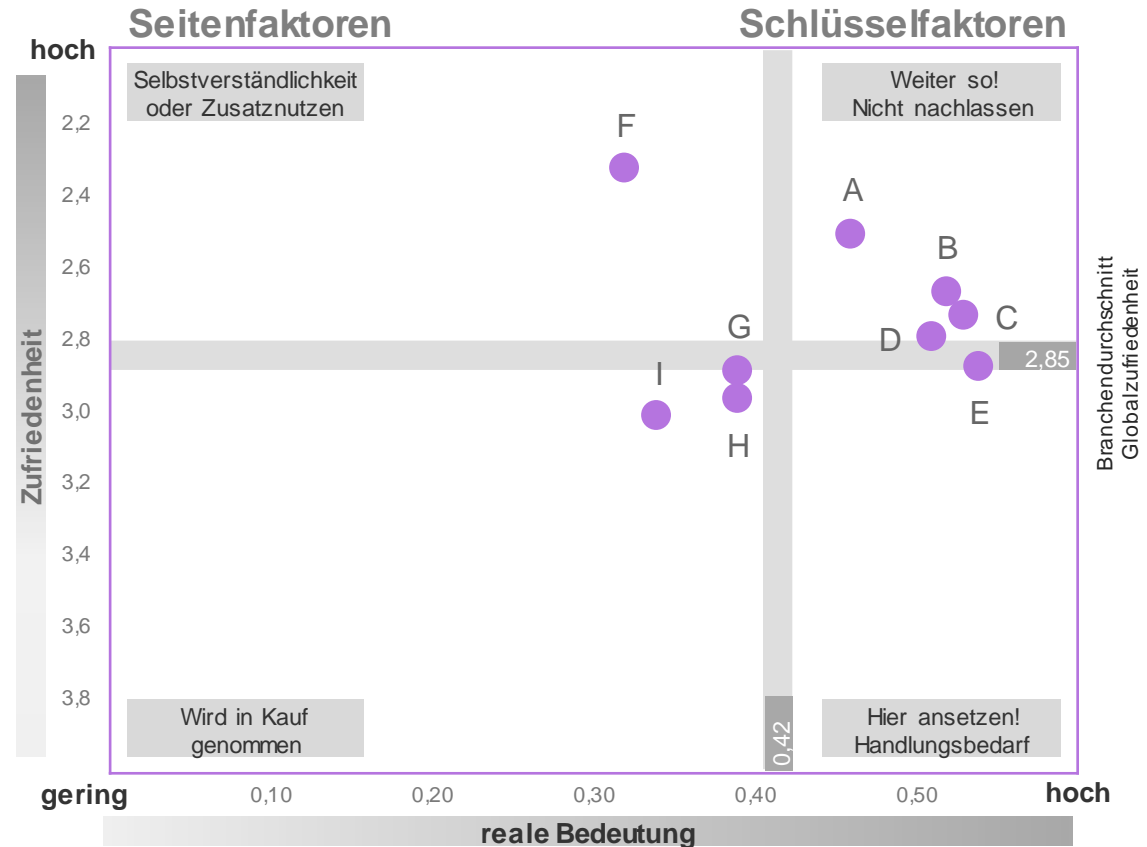 Seitenfaktoren
Schlüsselfaktoren
hoch
Selbstverständlichkeit
oder Zusatznutzen
Weiter so!
Nicht nachlassen
2,2
2,4
2,6
2,8
3,0
3,2
3,4
3,6
3,8
Zufriedenheit
F
A
B
C
D
E
G
H
I
2,85
0,42
Branchendurchschnitt
Globalzufriedenheit
Wird in Kauf
genommen
Hier ansetzen!
Handlungsbedarf
gering
0,10
0,20
0,30
0,40
0,50
hoch
reale Bedeutung